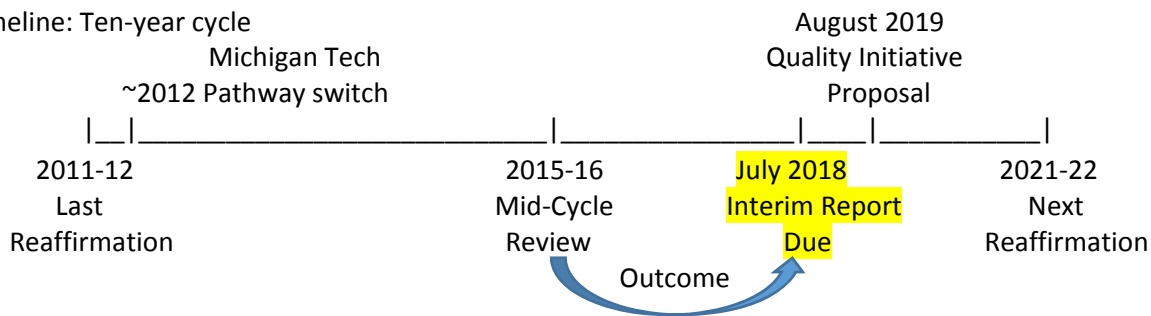 neline: Ten-year cycle
August 2019
Michigan Tech
Quality Initiative
~2012 Pathway switch
Proposal
2011-12
2015-16
July 2018
2021-22
Last
Mid-Cycle
Interim Report
Next
Reaffirmation
Review
Due
Reaffirmation
Outcome